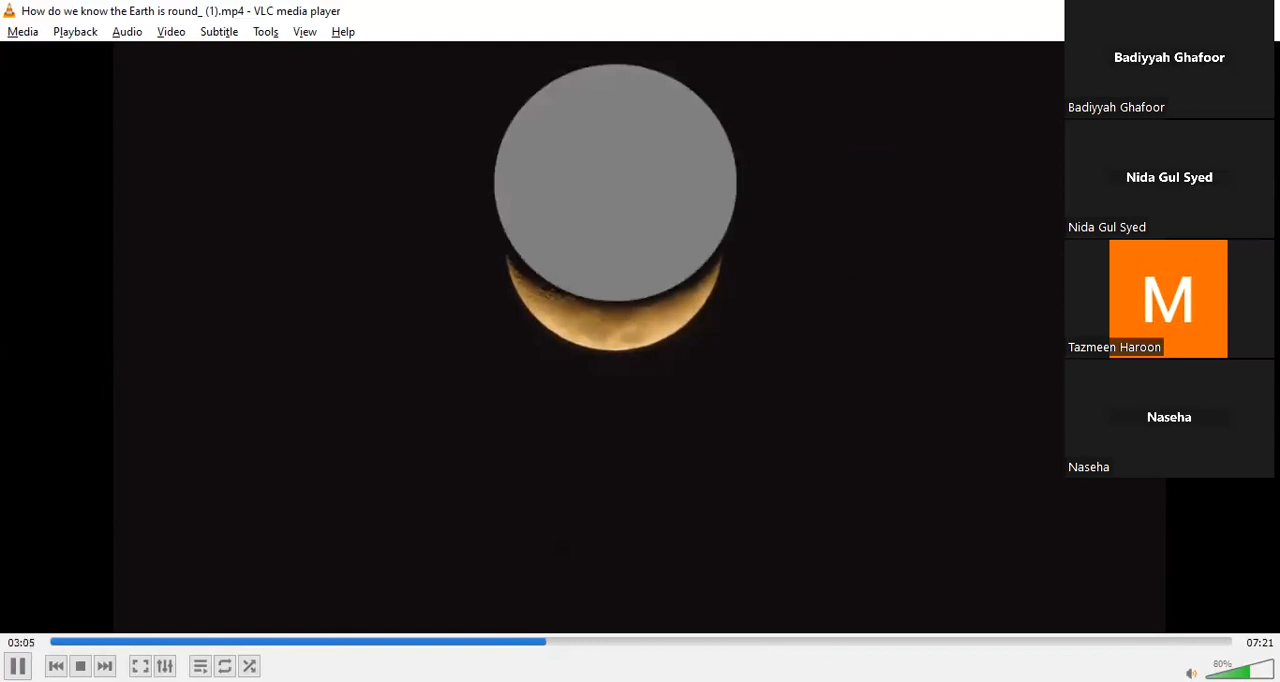 How do we know the Earth is round_ (1).mp4 - VLC media player
Media Playback Audio Video Subtitle Tools View Help
Badiyyah Ghafoor
Badiyyah Ghafoor
Nida Gul Syed
Nida Gul Syed
M
Tazmeen Haroon
Naseha
Naseha
03:05
07:21
80%